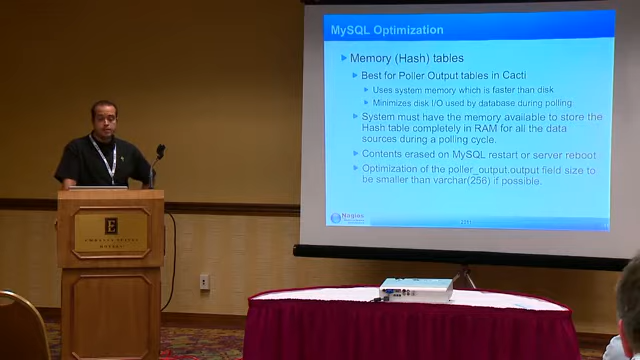 MySQL Optimization
Memory (Hash) tables
Best for Poller Output tables in Cacti
Uses system memory which is faster than disk
Minimizes disk I/O used by database during polling.
System must have the memory available to store the
Hash table completely in RAM for all the data
sources during a polling cycle.
Contents erased on MySQL restart or server reboot
Optimization of the poller_output.output field size to
be smaller than varchar(256) if possible.
Nagios
2011
E
EMBASSY SUITES